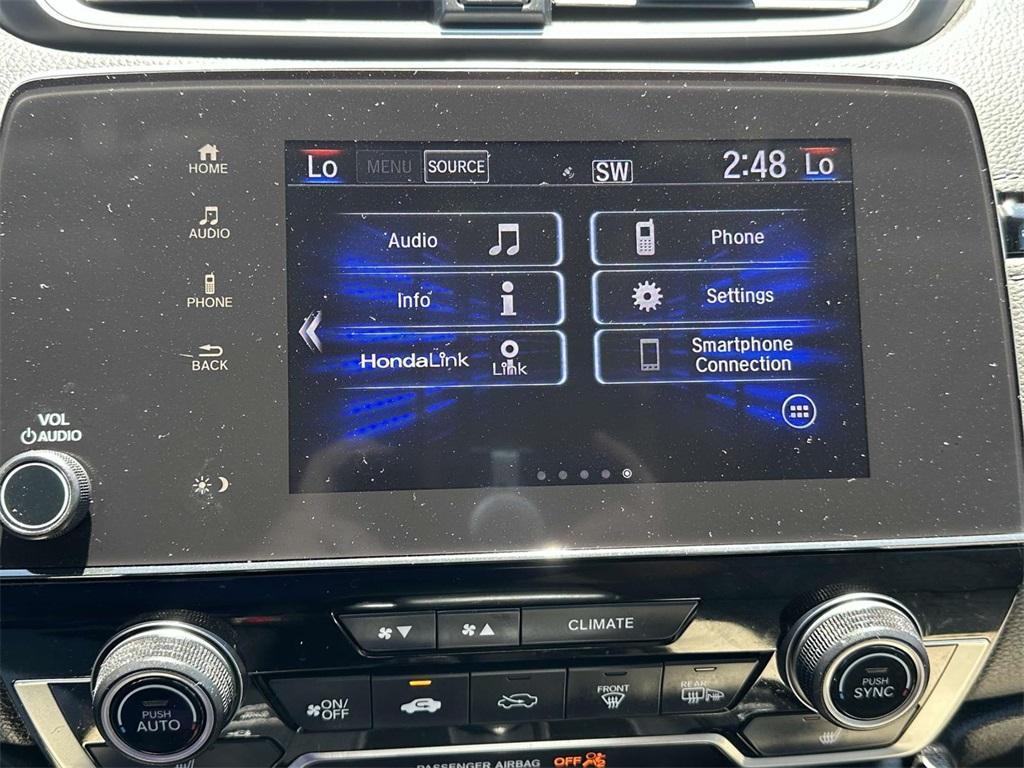 HOME
AUDIO
PHONE
BACK
VOL
AUDIO
Lo MENU SOURCE SW 2:48 Lo
Audio Phone
Info Settings
HondaLink Link Smartphone
Connection
CLIMATE
PUSH
AUTO
ON/
OFF
FRONT
REAR
PUSH
SYNC
PASSENGER AIRBAG OFF